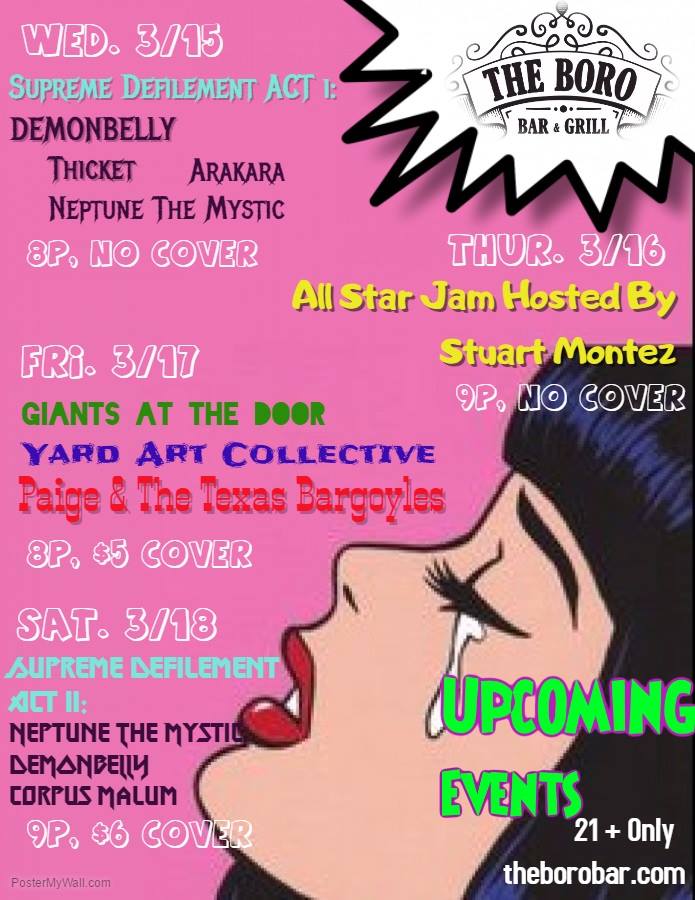 WED. 3/15
SUPREME DEFILEMENT ACT I:
DEMONBELLY
THICKET ARAKARA
NEPTUNE THE MYSTIC
8P, NO COVER
THE BORO
BAR & GRILL
THUR. 3/16
All Star Jam Hosted By
Stuart Montez
9P, NO COVER
FRI. 3/17
GIANTS AT THE DOOR
YARD ART COLLECTIVE
Paige & The Texas Bargoyles
8P, $5 COVER
SAT. 3/18
SUPREME DEFILEMENT
ACT II:
NEPTUNE THE MYSTIC
DEMONBELLY
CORPUS MALUM
9P, $6 COVER
UPCOMING
EVENTS
21 + Only
theborobar.com
PosterMyWall.com